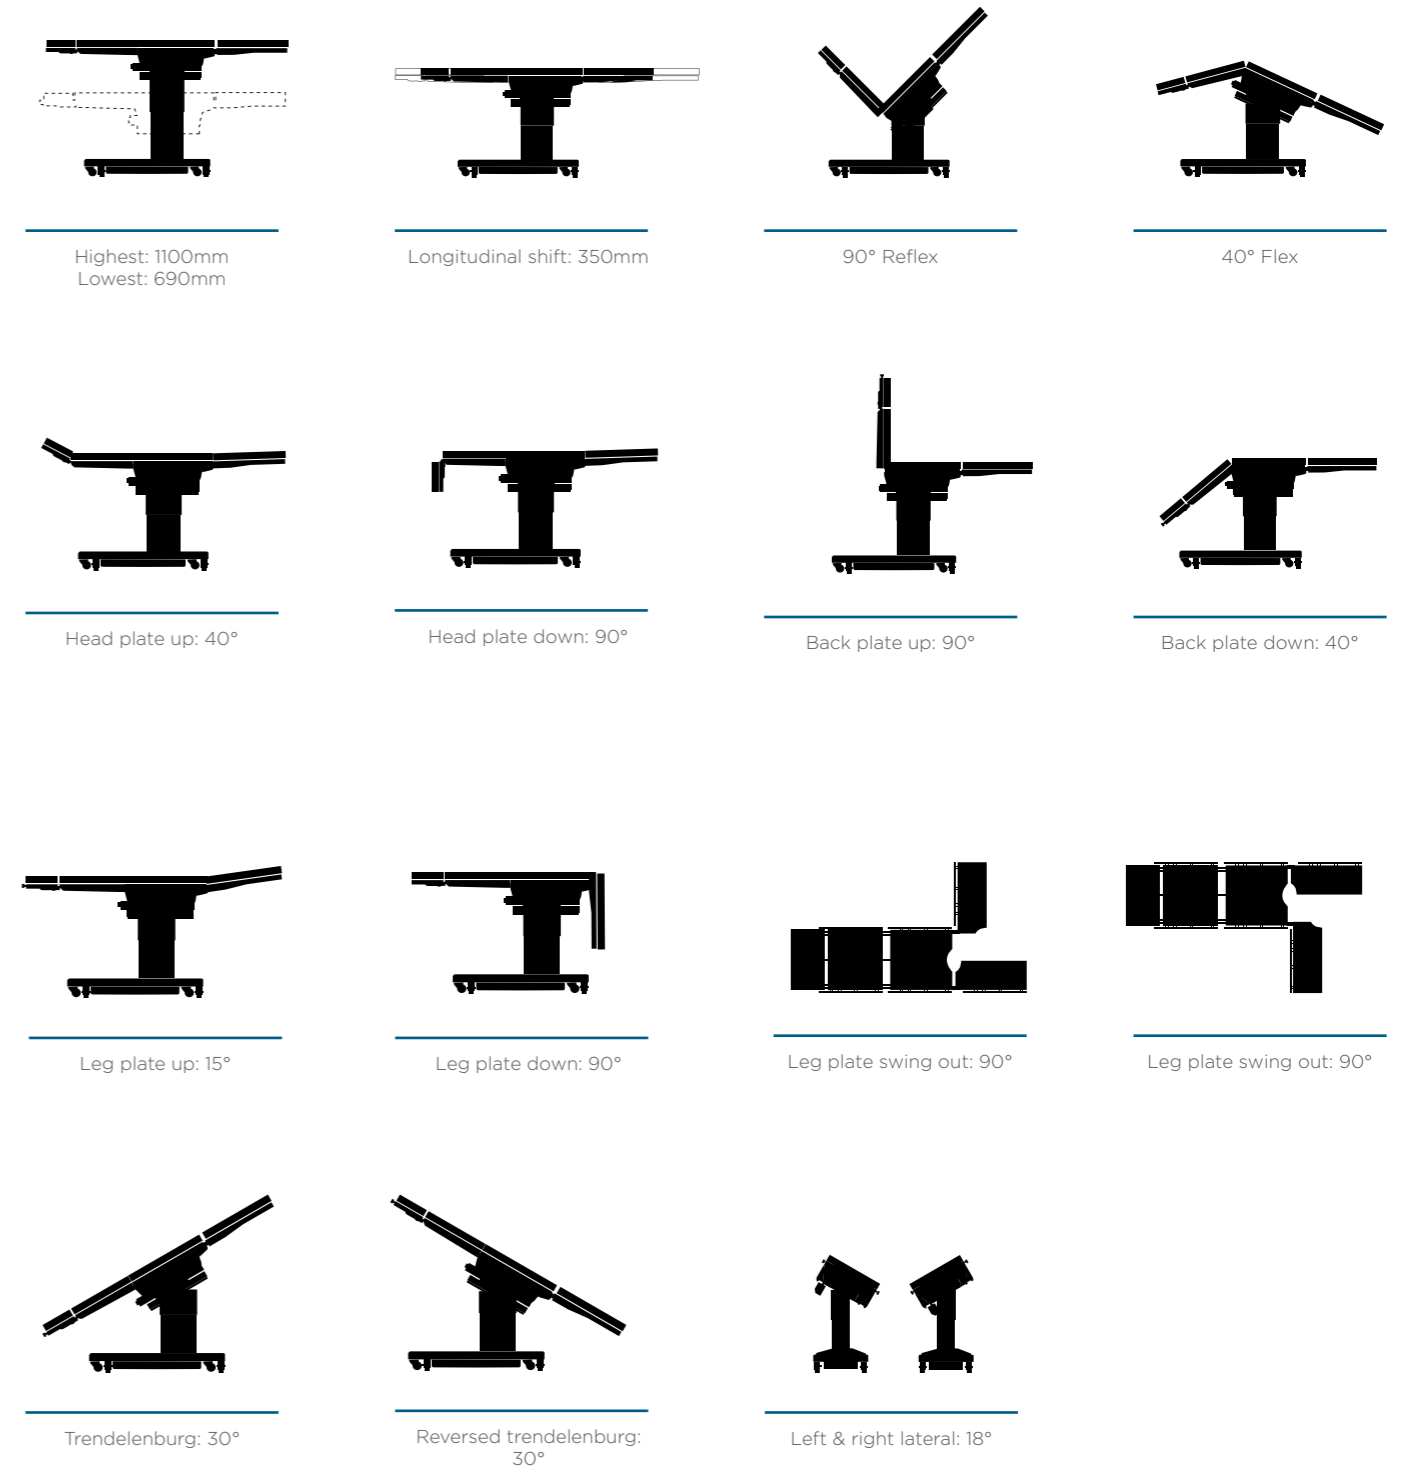 Highest: 1100mm
Lowest: 690mm
Longitudinal shift: 350mm
90° Reflex
40° Flex
Head plate up: 40°
Head plate down: 90°
Back plate up: 90°
Back plate down: 40°
Leg plate up: 15°
Leg plate down: 90°
Leg plate swing out: 90°
Leg plate swing out: 90°
Trendelenburg: 30°
Reversed trendelenburg:
30°
Left & right lateral: 18°